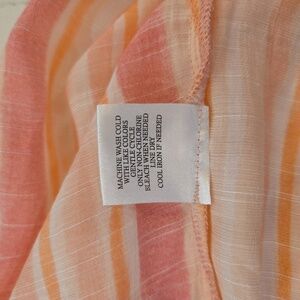 MACHINE WASH COLD
WITH LIKE COLORS
GENTLE CYCLE
ONLY NON-CHLORINE
BLEACH WHEN NEEDED
LINE DRY
COOL IRON IF NEEDED